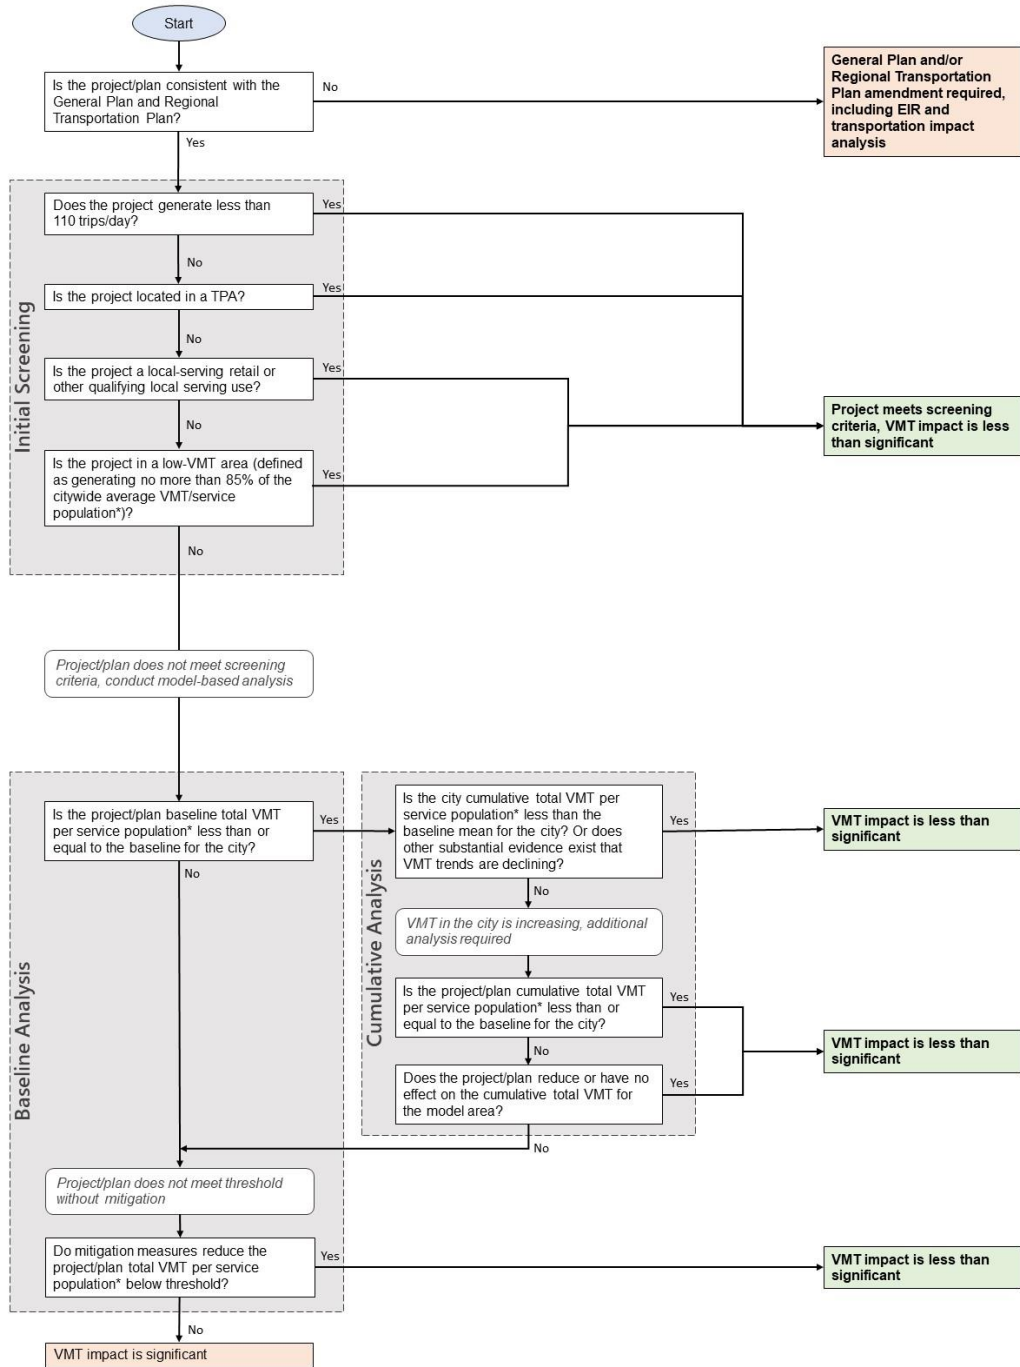 Start
Is the project/plan consistent with the
General Plan and Regional
Transportation Plan?
No
General Plan and/or
Regional Transportation
Plan amendment required,
including EIR and
transportation impact
analysis
Yes
Initial Screening
Does the project generate less than
110 trips/day?
Yes
No
Is the project located in a TPA?
Yes
No
Is the project a local-serving retail or
other qualifying local serving use?
Yes
No
Project meets screening
criteria, VMT impact is less
than significant
Is the project in a low-VMT area (defined
as generating no more than 85% of the
citywide average VMT/service
population*)?
Yes
No
Project/plan does not meet screening
criteria, conduct model-based analysis
Baseline Analysis
Is the project/plan baseline total VMT
per service population* less than or
equal to the baseline for the city?
Yes
No
Cumulative Analysis
Is the city cumulative total VMT per
service population* less than the
baseline mean for the city? Or does
other substantial evidence exist that
VMT trends are declining?
Yes
VMT impact is less than
significant
No
VMT in the city is increasing, additional
analysis required
Is the project/plan cumulative total VMT
per service population* less than or
equal to the baseline for the city?
Yes
No
VMT impact is less than
significant
Does the project/plan reduce or have no
effect on the cumulative total VMT for
the model area?
Yes
No
Project/plan does not meet threshold
without mitigation
Do mitigation measures reduce the
project/plan total VMT per service
population* below threshold?
Yes
VMT impact is less than
significant
No
VMT impact is significant